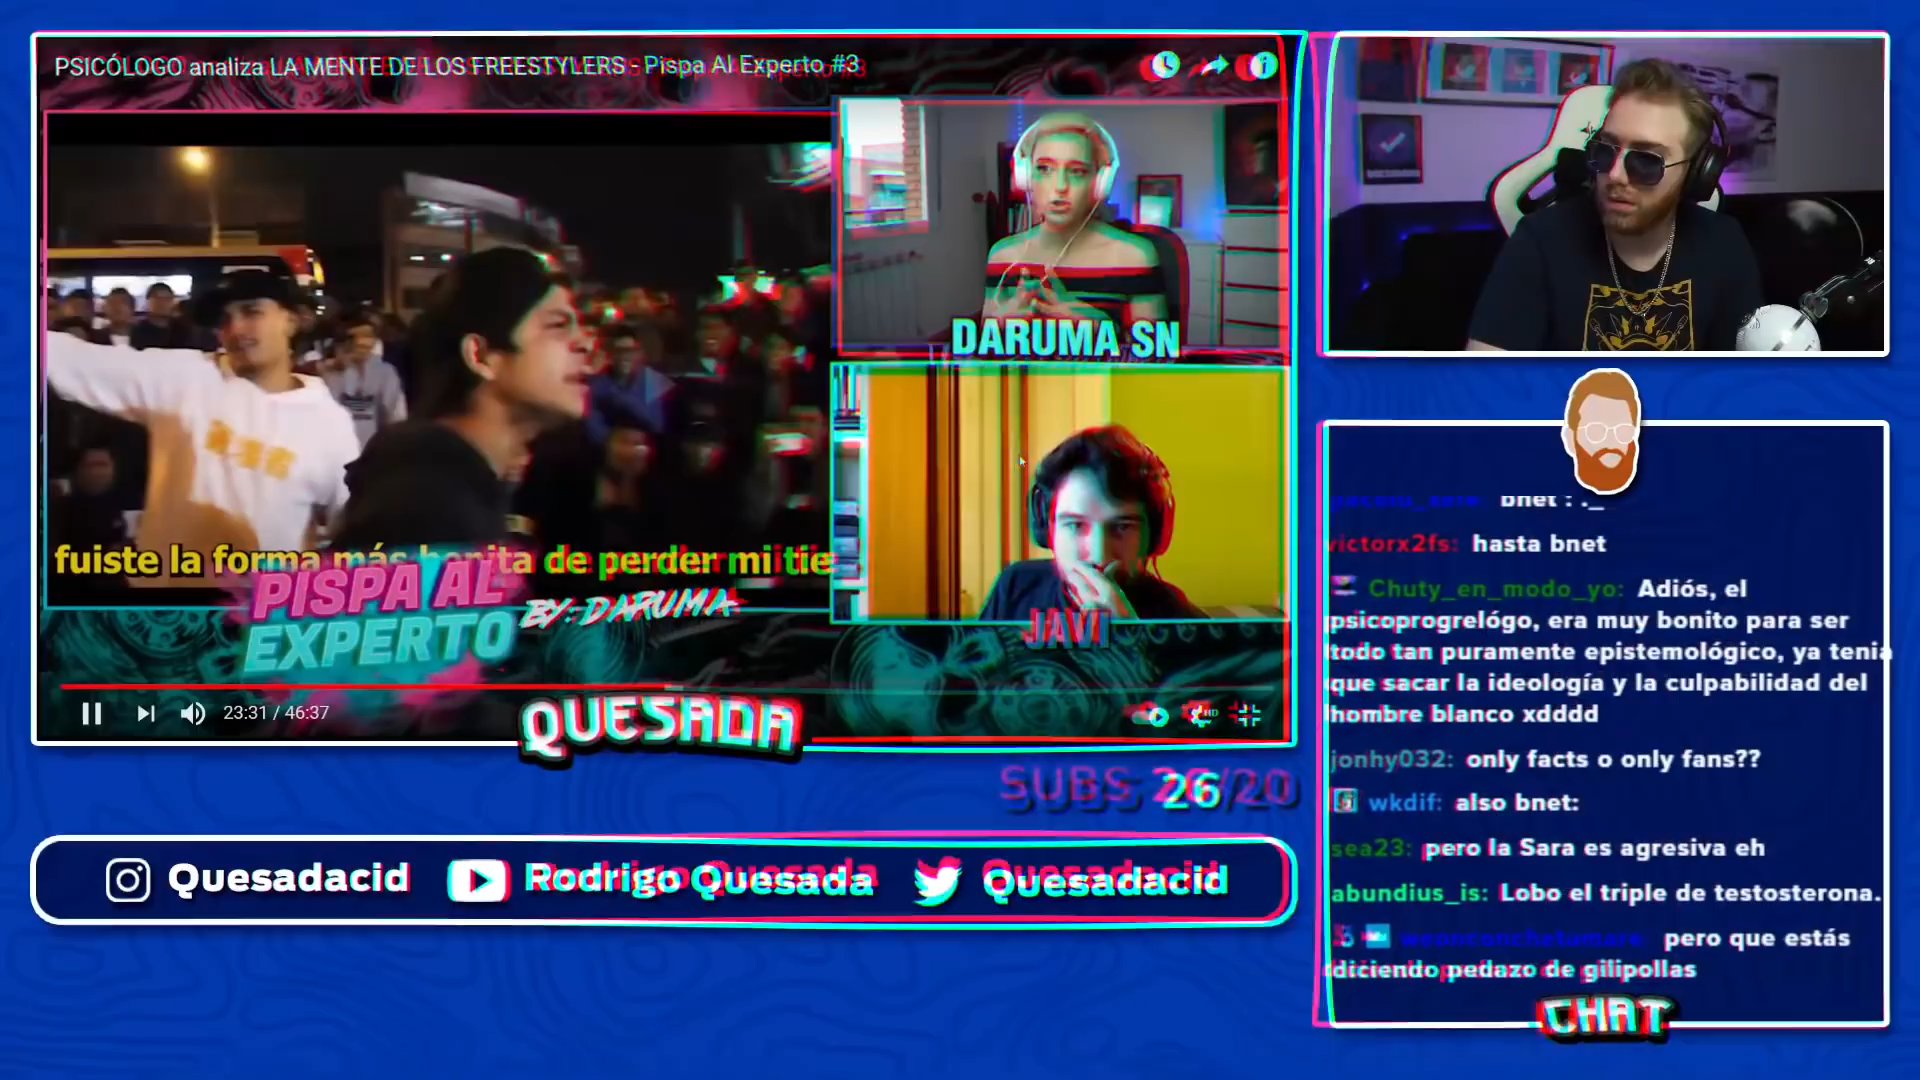 PSICÓLOGO analiza LA MENTE DE LOS FREESTYLERS - Pispa Al Experto #3
DARUMA SN
fuiste la forma más bonita de perder mi tie
PISPA AL
EXPERTO
BY: DARUMA
JAVI
23:31 / 46:37
HD
QUESADA
SUBS 26/20
Quesadacid
Rodrigo Quesada
Quesadacid
bnet : ._
victorx2fs: hasta bnet
Chuty_en_modo_yo: Adiós, el
psicoprogrelógo, era muy bonito para ser
todo tan puramente epistemológico, ya tenia
que sacar la ideología y la culpabilidad del
hombre blanco xdddd
jonhy032: only facts o only fans??
wkdif: also bnet:
sea23: pero la Sara es agresiva eh
abundius_is: Lobo el triple de testosterona.
weonconchetumare: pero que estás
diciendo pedazo de gilipollas
CHAT